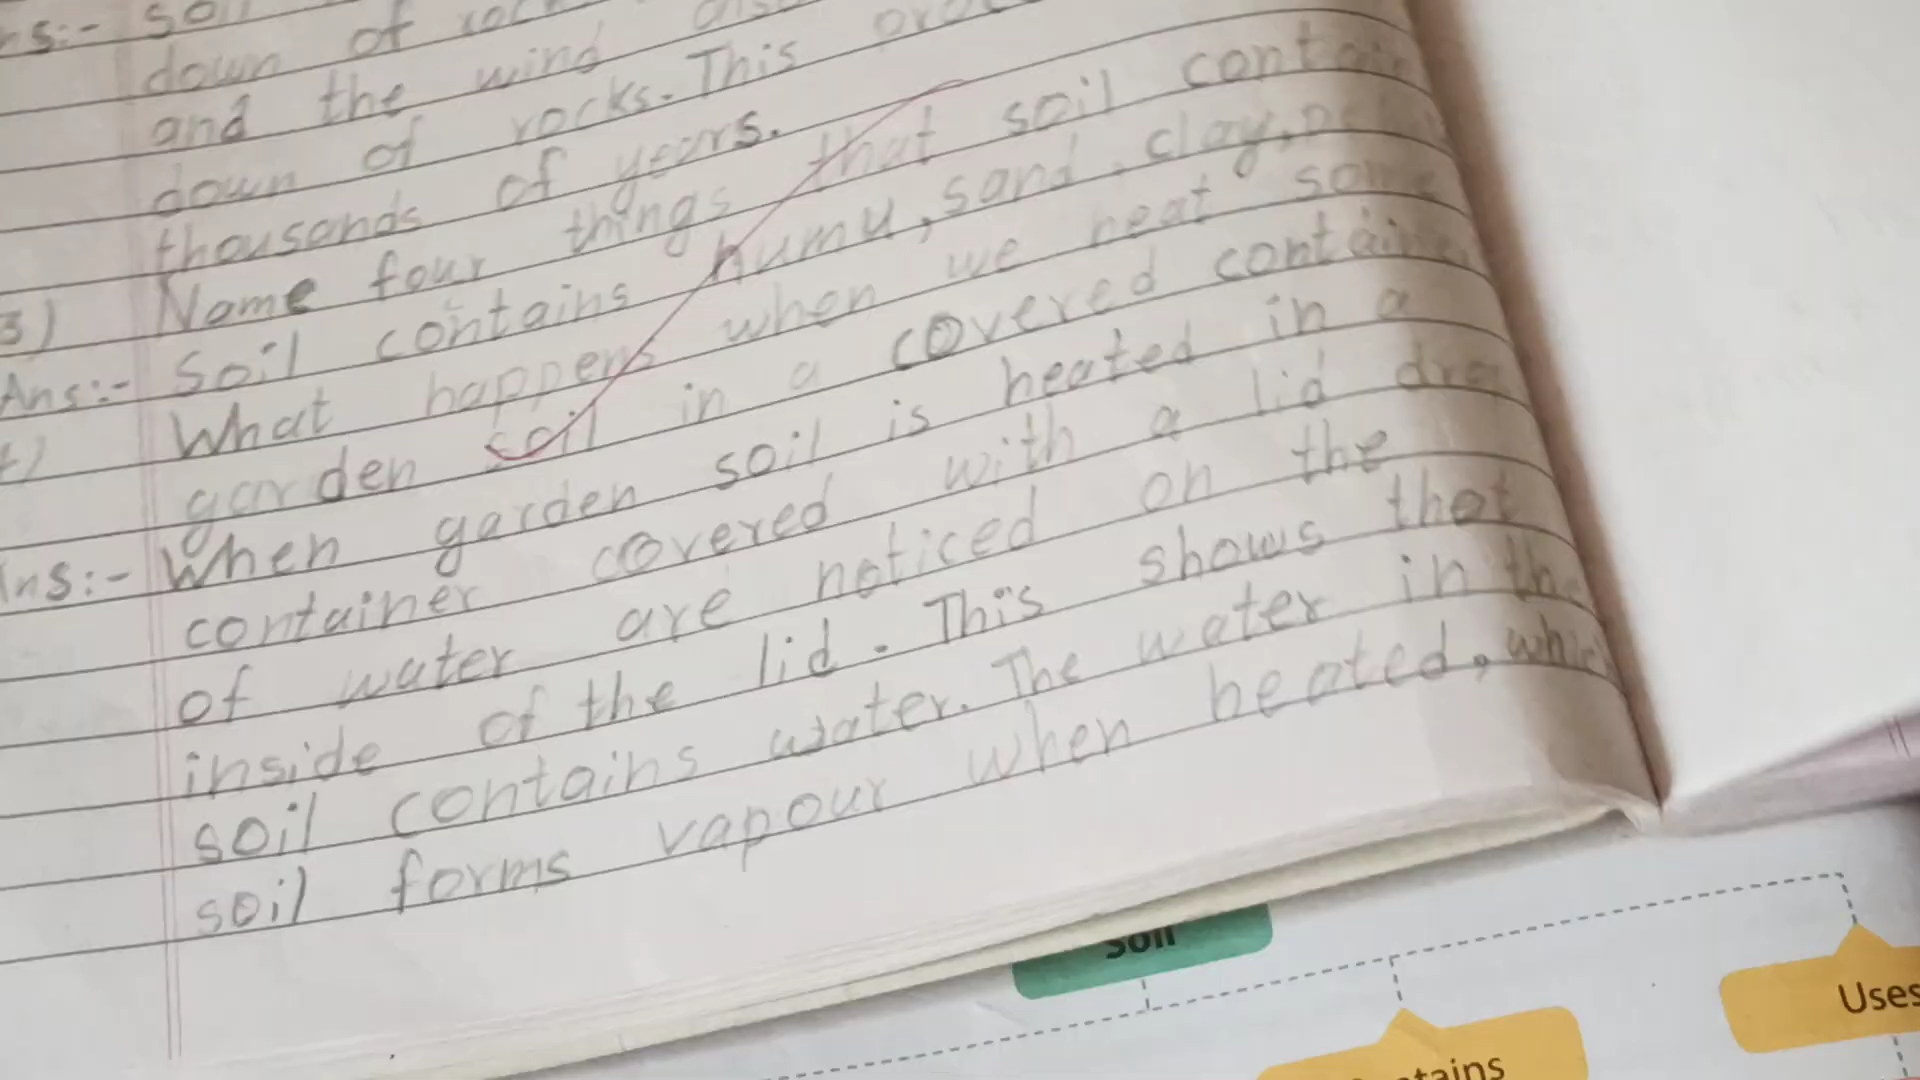 ns:- soil
down of
and the wind
down of rocks. This
thousands of years.
3) Name four things that soil contain
Ans:- Soil contains humu, sand, clay,
What happens when we heat some
garden soil in a covered container
Ans:- When garden soil is heated in a
container covered with a lid
of water are noticed on the
inside of the lid. This shows that
soil contains water. The water in the
soil forms vapour when heated, which
Soil
Uses